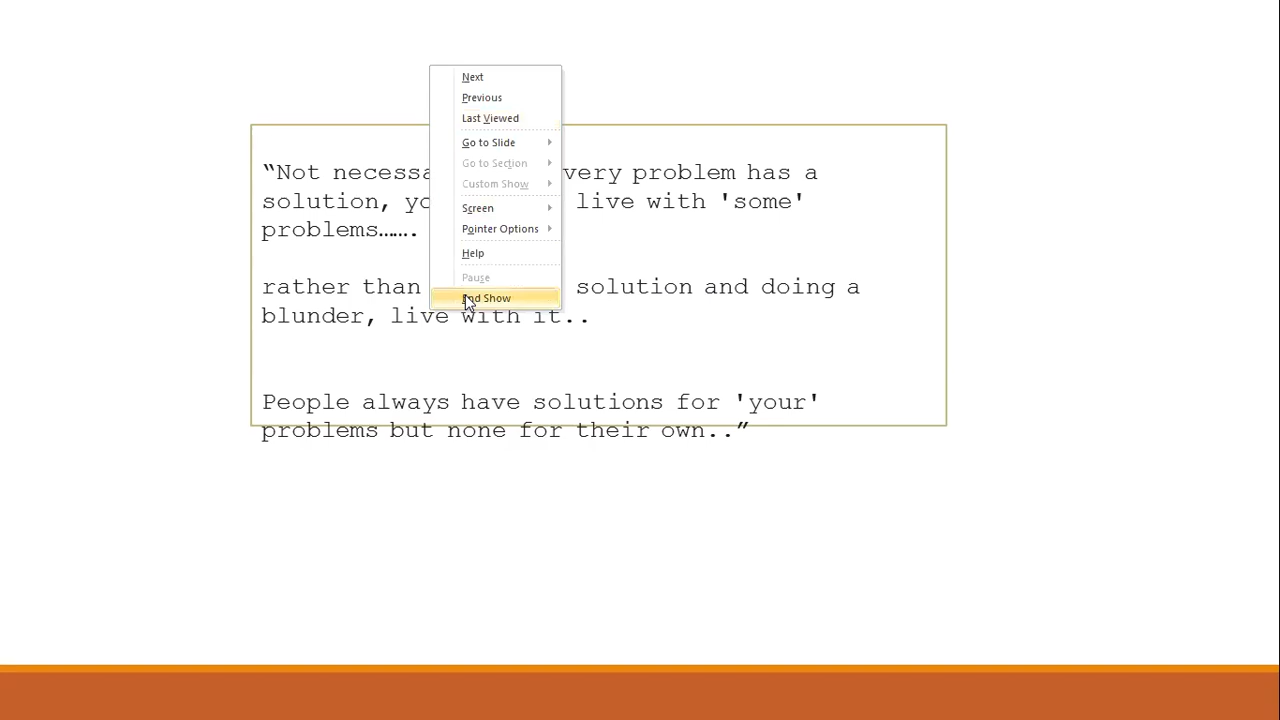 Next
Previous
Last Viewed
Go to Slide
Go to Section
Custom Show
Screen
Pointer Options
Help
Pause
End Show
“Not very problem has a
solution, live with 'some'
problems…….
rather than solution and doing a
blunder, live with it..
People always have solutions for 'your'
problems but none for their own..”